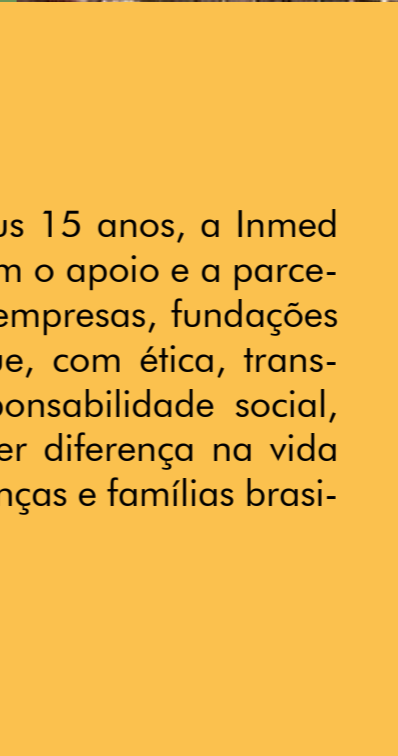 us 15 anos, a Inmed
m o apoio e a parce-
empresas, fundações
ue, com ética, trans-
ponsabilidade social,
er diferença na vida
nças e famílias brasi-